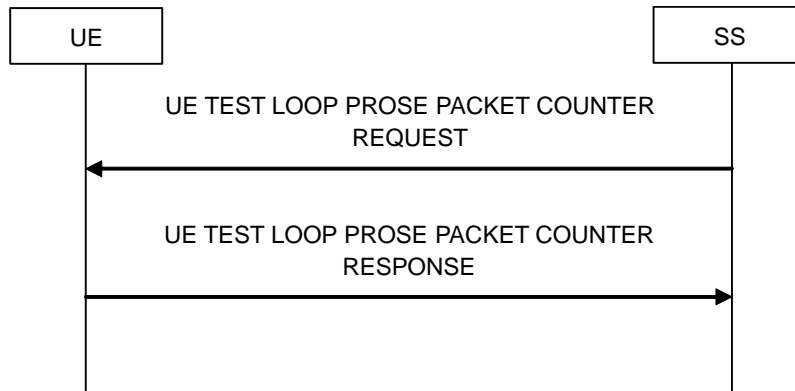 UE
SS
UE TEST LOOP PROSE PACKET COUNTER
REQUEST
UE TEST LOOP PROSE PACKET COUNTER
RESPONSE